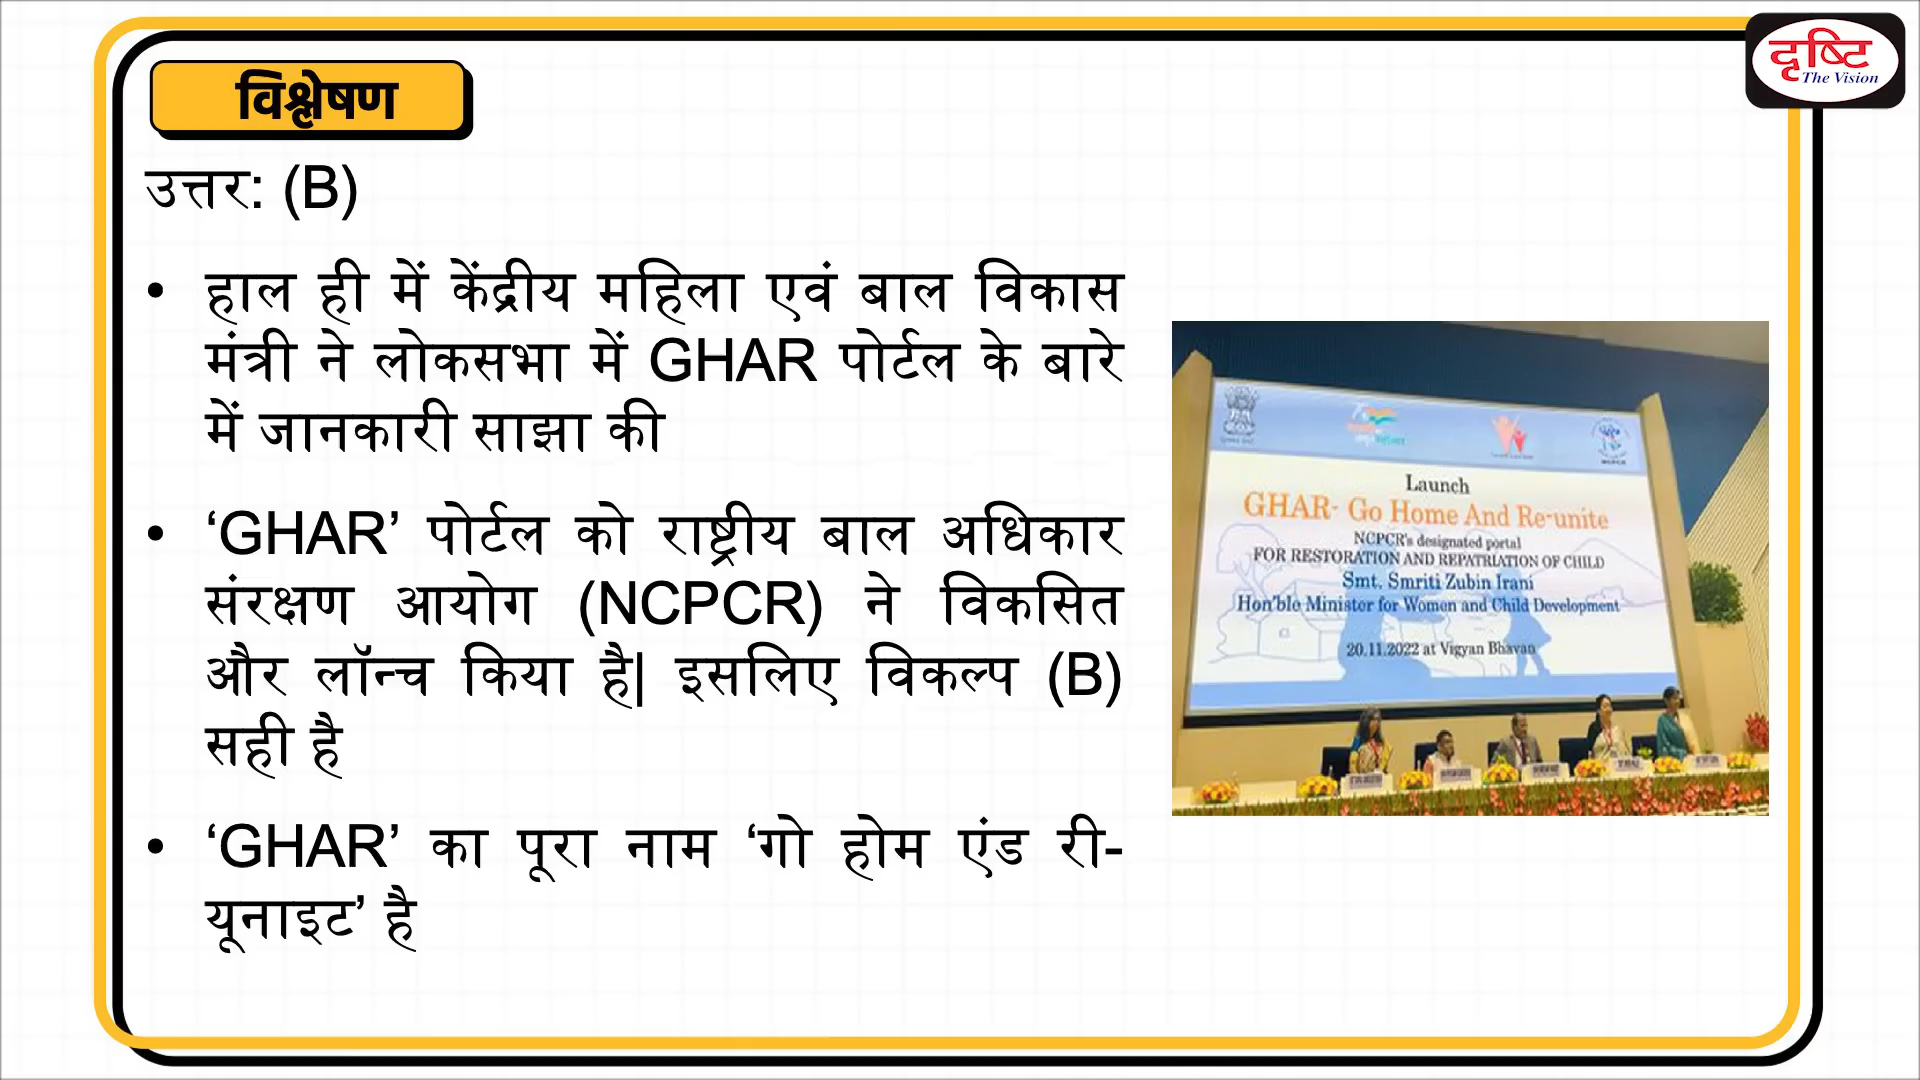 दृष्टि
The Vision
विश्लेषण
उत्तर: (B)
• हाल ही में केंद्रीय महिला एवं बाल विकास
मंत्री ने लोकसभा में GHAR पोर्टल के बारे
में जानकारी साझा की
• ‘GHAR’ पोर्टल को राष्ट्रीय बाल अधिकार
संरक्षण आयोग (NCPCR) ने विकसित
और लॉन्च किया है| इसलिए विकल्प (B)
सही है
• ‘GHAR’ का पूरा नाम ‘गो होम एंड री-
यूनाइट’ है
NCPCR
Launch
GHAR- Go Home And Re-unite
NCPCR's designated portal
FOR RESTORATION AND REPATRIATION OF CHILD
Smt. Smriti Zubin Irani
Hon'ble Minister for Women and Child Development
20.11.2022 at Vigyan Bhavan